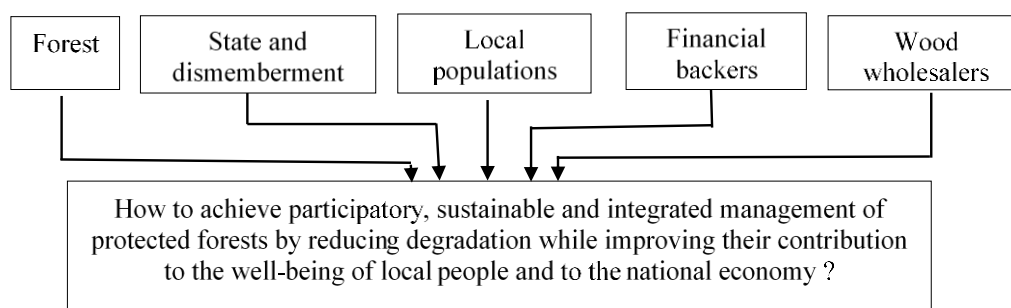 Forest
State and
dismemberment
Local
populations
Financial
backers
Wood
wholesalers
How to achieve participatory, sustainable and integrated management of
protected forests by reducing degradation while improving their contribution
to the well-being of local people and to the national economy ?